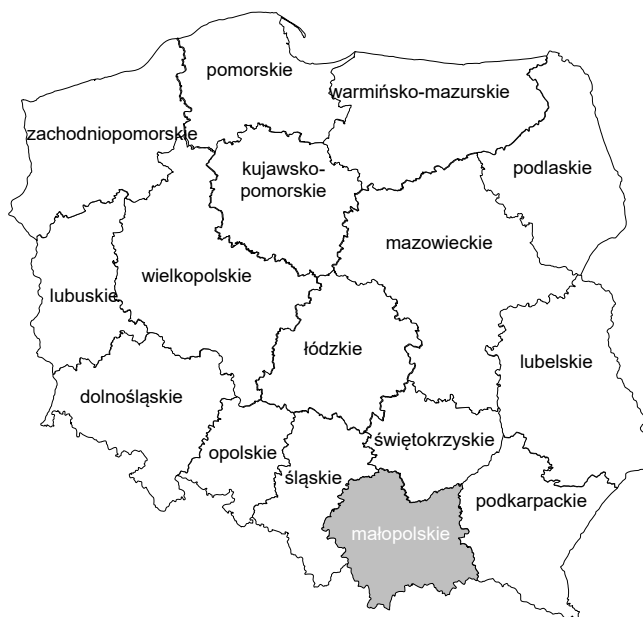 pomorskie
warmińsko-mazurskie
zachodniopomorskie
kujawsko-
pomorskie
podlaskie
mazowieckie
wielkopolskie
lubuskie
łódzkie
lubelskie
dolnośląskie
świętokrzyskie
opolskie
śląskie
podkarpackie
małopolskie